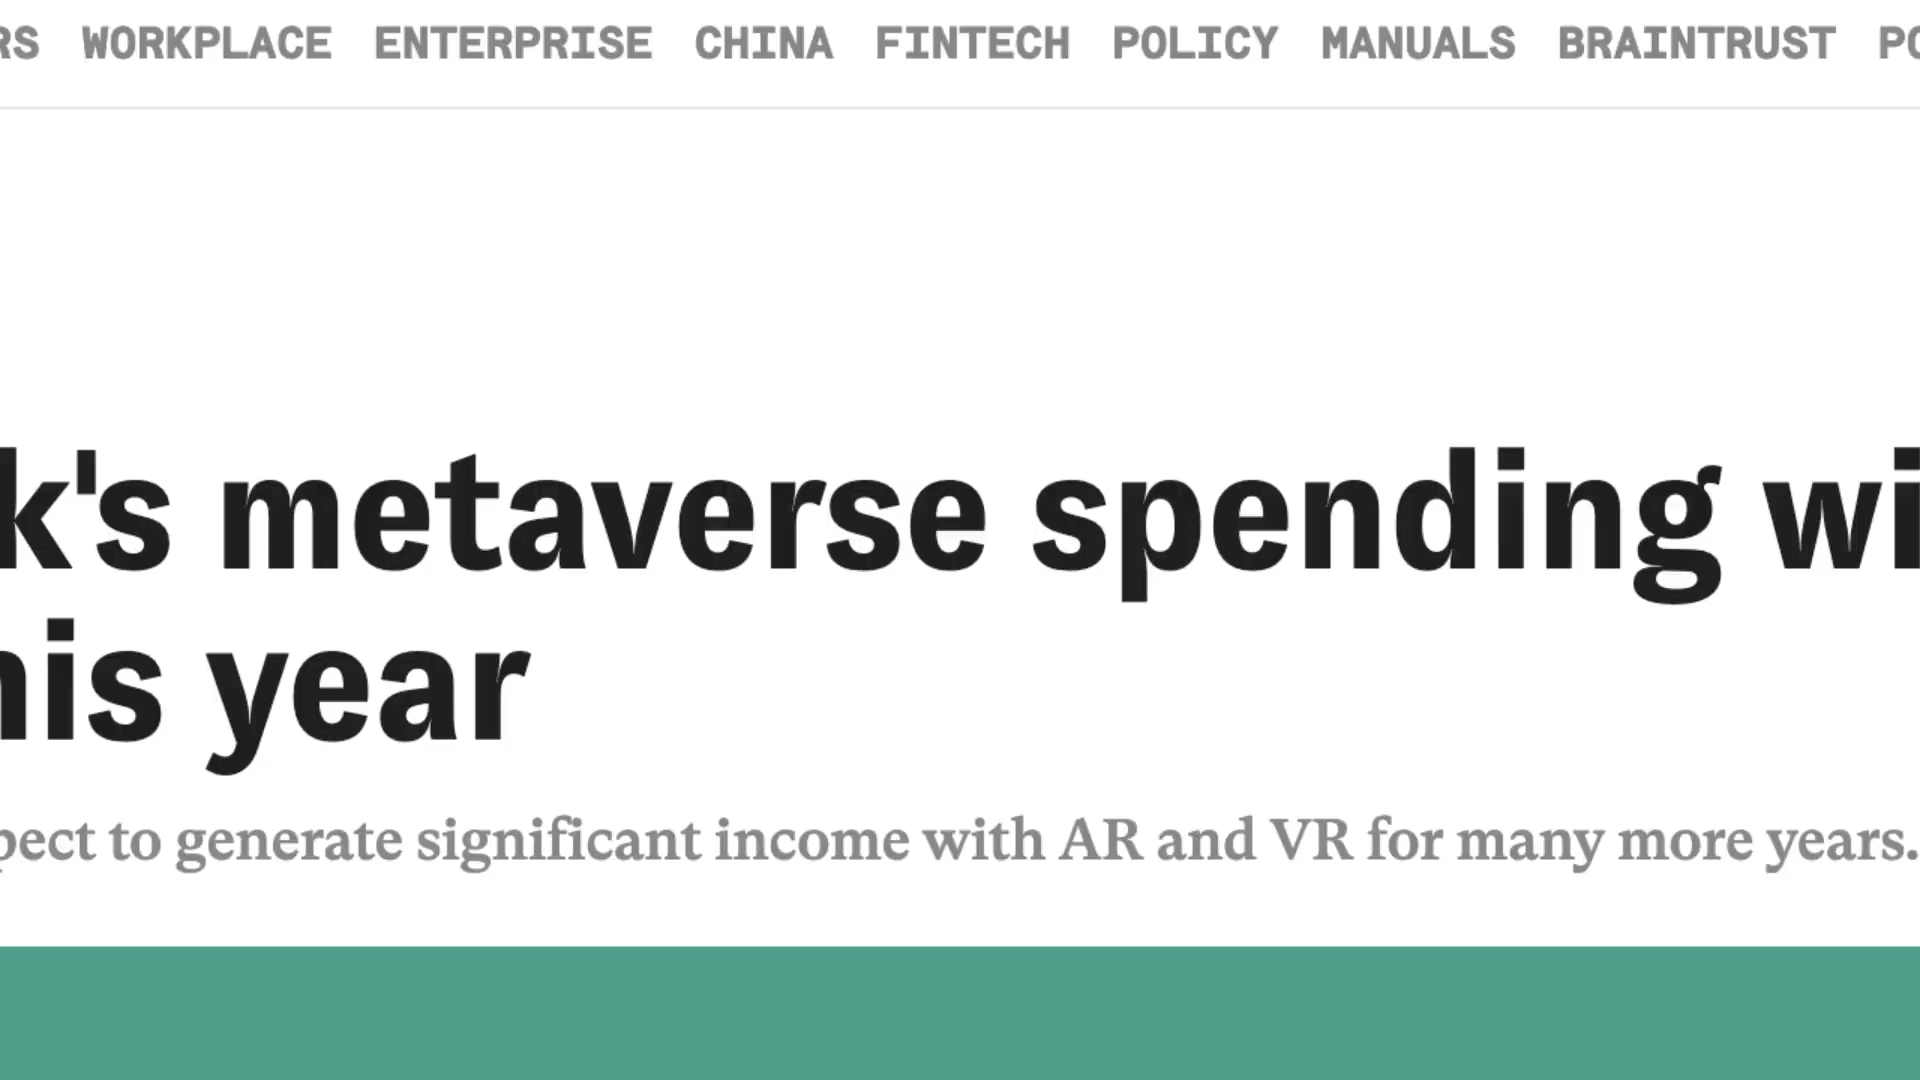 RS WORKPLACE ENTERPRISE CHINA FINTECH POLICY MANUALS BRAINTRUST PO
k's metaverse spending wi
his year
pect to generate significant income with AR and VR for many more years.